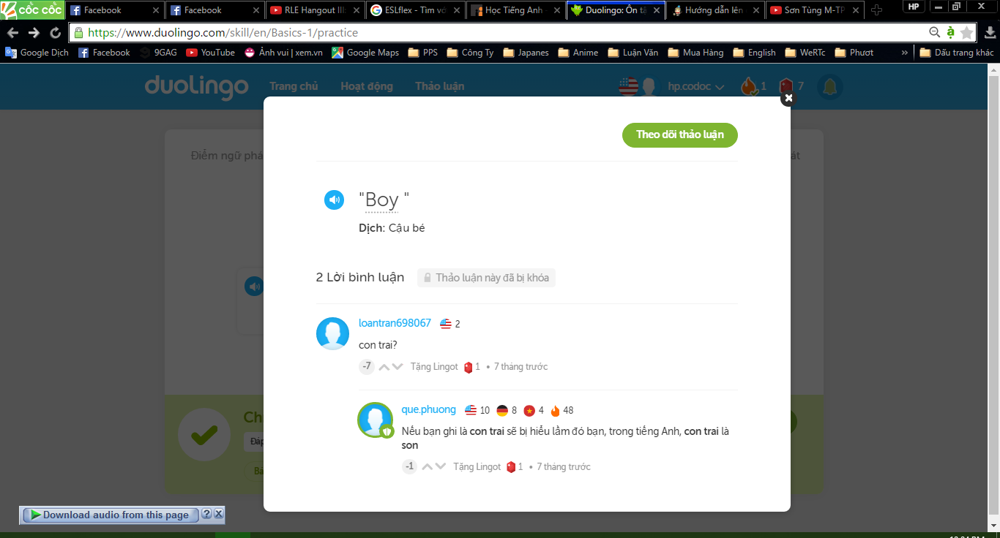 cốc cốc Facebook Facebook RLE Hangout III: ESLflex - Tìm vớ Học Tiếng Anh Duolingo: Ôn tậ Hướng dẫn lên Sơn Tùng M-TP HP
https://www.duolingo.com/skill/en/Basics-1/practice
Google Dịch Facebook 9GAG YouTube Ảnh vui | xem.vn Google Maps PPS Công Ty Japanes Anime Luận Văn Mua Hàng English WeRTc Phượt » Dấu trang khác
duolingo Trang chủ Hoạt động Thảo luận hp.codoc 1 7
Theo dõi thảo luận
Điểm ngữ phá át
"Boy "
Dịch: Cậu bé
2 Lời bình luận Thảo luận này đã bị khóa
loantran698067 2
con trai?
-7 Tặng Lingot 1 • 7 tháng trước
que.phuong 10 8 4 48
Nếu bạn ghi là con trai sẽ bị hiểu lầm đó bạn, trong tiếng Anh, con trai là
son
-1 Tặng Lingot 1 • 7 tháng trước
Ch
Đáp
Bá
Download audio from this page ? X